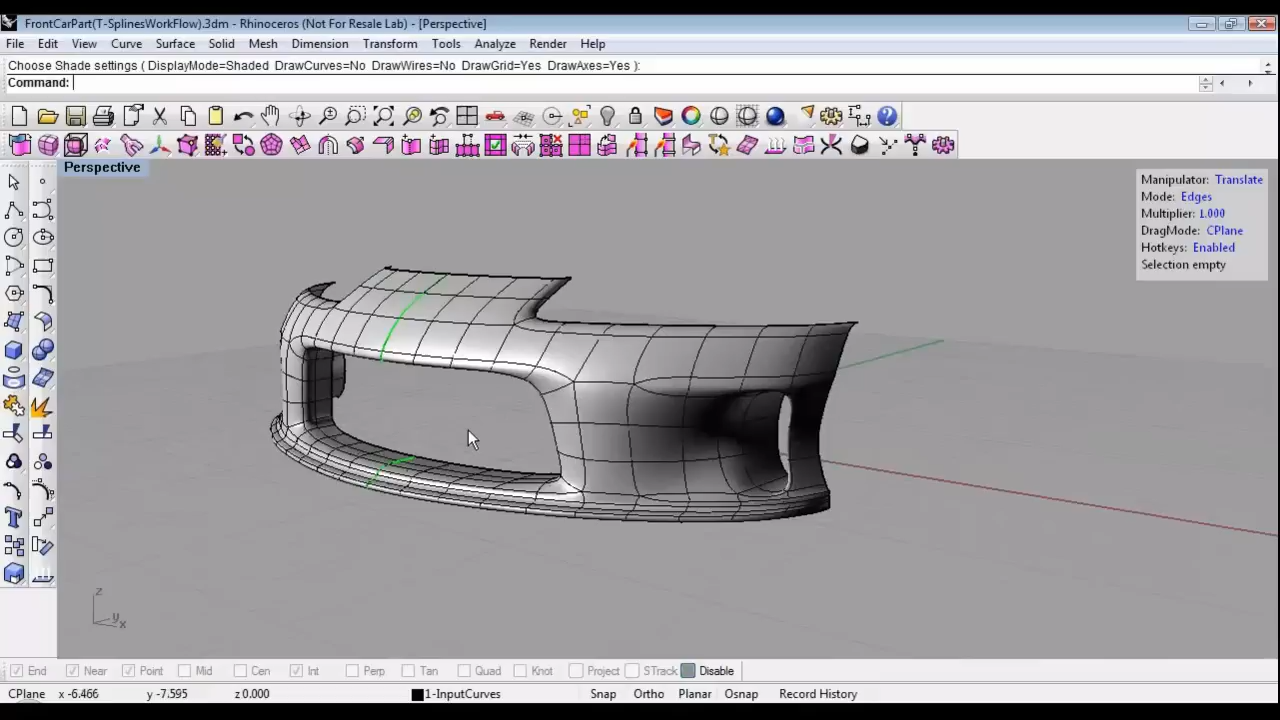 FrontCarPart(T-SplinesWorkFlow).3dm - Rhinoceros (Not For Resale Lab) - [Perspective]
File Edit View Curve Surface Solid Mesh Dimension Transform Tools Analyze Render Help
Choose Shade settings ( DisplayMode=Shaded DrawCurves=No DrawWires=No DrawGrid=Yes DrawAxes=Yes ):
Command:
Perspective
Manipulator: Translate
Mode: Edges
Multiplier: 1.000
DragMode: CPlane
Hotkeys: Enabled
Selection empty
z
y
x
End Near Point Mid Cen Int Perp Tan Quad Knot Project STrack Disable
CPlane x -6.466 y -7.595 z 0.000 1-InputCurves Snap Ortho Planar Osnap Record History